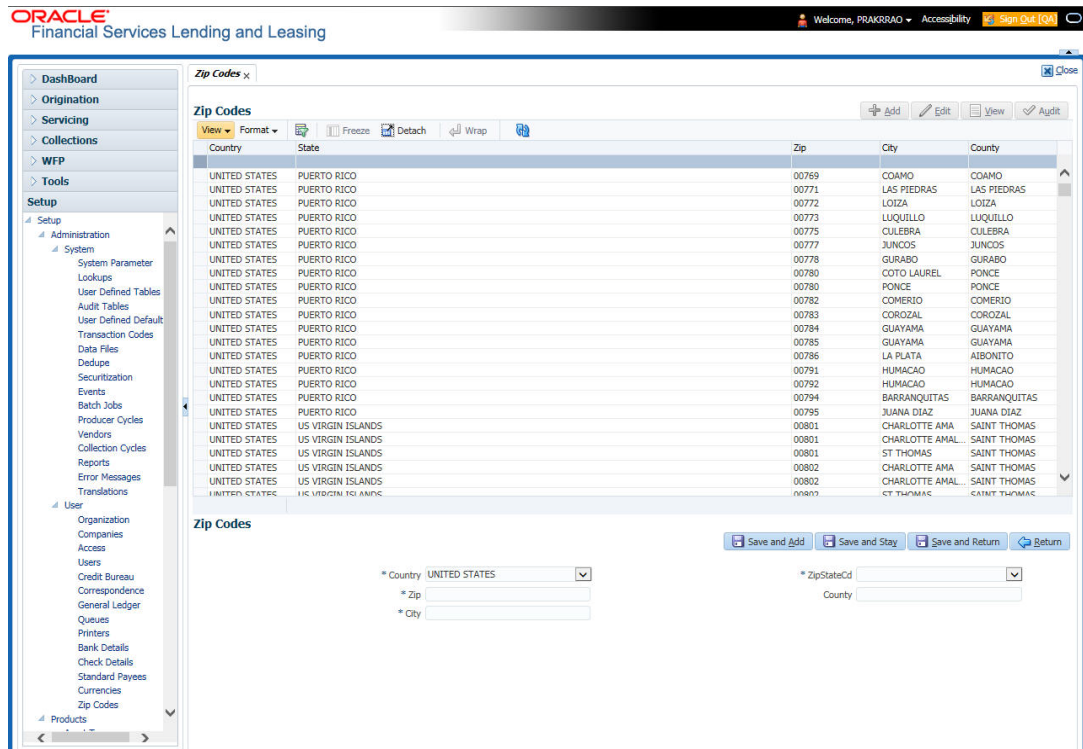 ORACLE
Financial Services Lending and Leasing
Welcome, PRAKRRAO Accessibility Sign Out [QA]
DashBoard
Origination
Servicing
Collections
WFP
Tools
Setup
Setup
Administration
System
System Parameter
Lookups
User Defined Tables
Audit Tables
User Defined Default
Transaction Codes
Data Files
Dedupe
Securitization
Events
Batch Jobs
Producer Cycles
Vendors
Collection Cycles
Reports
Error Messages
Translations
User
Organization
Companies
Access
Users
Credit Bureau
Correspondence
General Ledger
Queues
Printers
Bank Details
Check Details
Standard Payees
Currencies
Zip Codes
Products
Zip Codes x
Close
Zip Codes
Add Edit View Audit
View Format Freeze Detach Wrap
Country State Zip City County
UNITED STATES PUERTO RICO 00769 COAMO COAMO
UNITED STATES PUERTO RICO 00771 LAS PIEDRAS LAS PIEDRAS
UNITED STATES PUERTO RICO 00772 LOIZA LOIZA
UNITED STATES PUERTO RICO 00773 LUQUILLO LUQUILLO
UNITED STATES PUERTO RICO 00775 CULEBRA CULEBRA
UNITED STATES PUERTO RICO 00777 JUNCOS JUNCOS
UNITED STATES PUERTO RICO 00778 GURABO GURABO
UNITED STATES PUERTO RICO 00780 COTO LAUREL PONCE
UNITED STATES PUERTO RICO 00780 PONCE PONCE
UNITED STATES PUERTO RICO 00782 COMERIO COMERIO
UNITED STATES PUERTO RICO 00783 COROZAL COROZAL
UNITED STATES PUERTO RICO 00784 GUAYAMA GUAYAMA
UNITED STATES PUERTO RICO 00785 GUAYAMA GUAYAMA
UNITED STATES PUERTO RICO 00786 LA PLATA AIBONITO
UNITED STATES PUERTO RICO 00791 HUMACAO HUMACAO
UNITED STATES PUERTO RICO 00792 HUMACAO HUMACAO
UNITED STATES PUERTO RICO 00794 BARRANQUITAS BARRANQUITAS
UNITED STATES PUERTO RICO 00795 JUANA DIAZ JUANA DIAZ
UNITED STATES US VIRGIN ISLANDS 00801 CHARLOTTE AMA SAINT THOMAS
UNITED STATES US VIRGIN ISLANDS 00801 CHARLOTTE AMAL... SAINT THOMAS
UNITED STATES US VIRGIN ISLANDS 00801 ST THOMAS SAINT THOMAS
UNITED STATES US VIRGIN ISLANDS 00802 CHARLOTTE AMA SAINT THOMAS
UNITED STATES US VIRGIN ISLANDS 00802 CHARLOTTE AMAL... SAINT THOMAS
UNITED STATES US VIRGIN ISLANDS 00802 ST THOMAS SAINT THOMAS
Zip Codes
Save and Add Save and Stay Save and Return Return
* Country UNITED STATES * ZipStateCd
* Zip County
* City